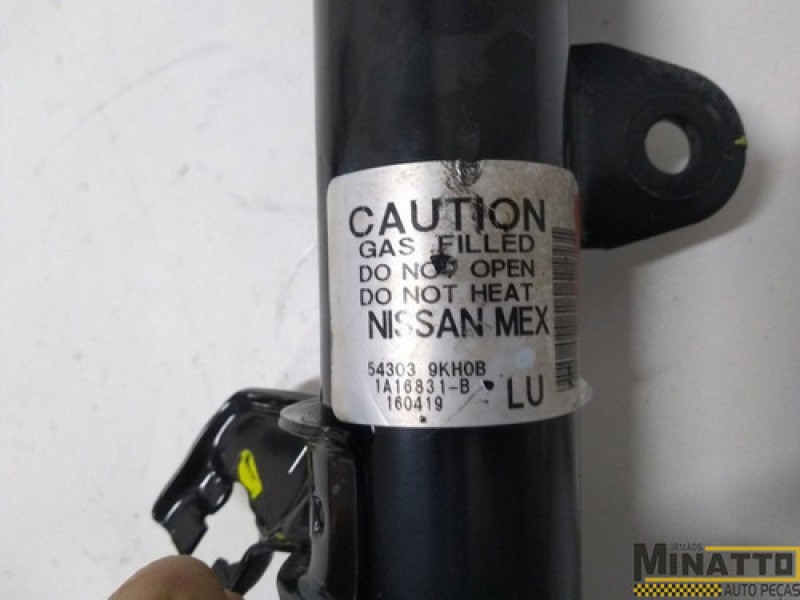 CAUTION
GAS FILLED
DO NOT OPEN
DO NOT HEAT
NISSAN MEX
54303 9KH0B
1A16831-B
160419
LU
IRMÃOS
MINATTO
AUTO PEÇAS